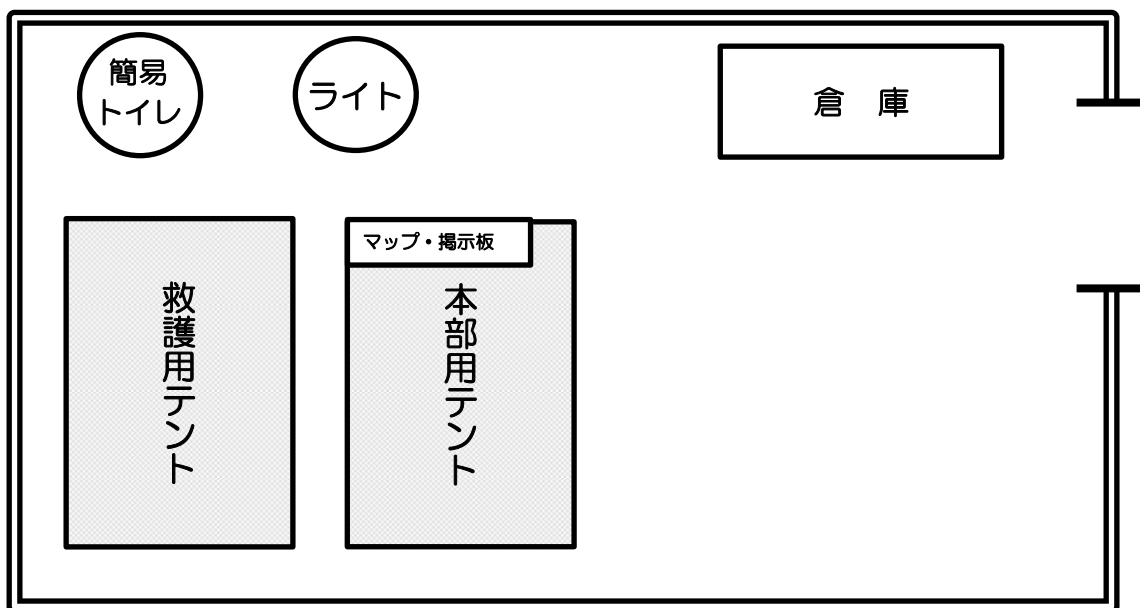 簡易
トイレ
ライト
倉庫
マップ・掲示板
救護用テント
本部用テント